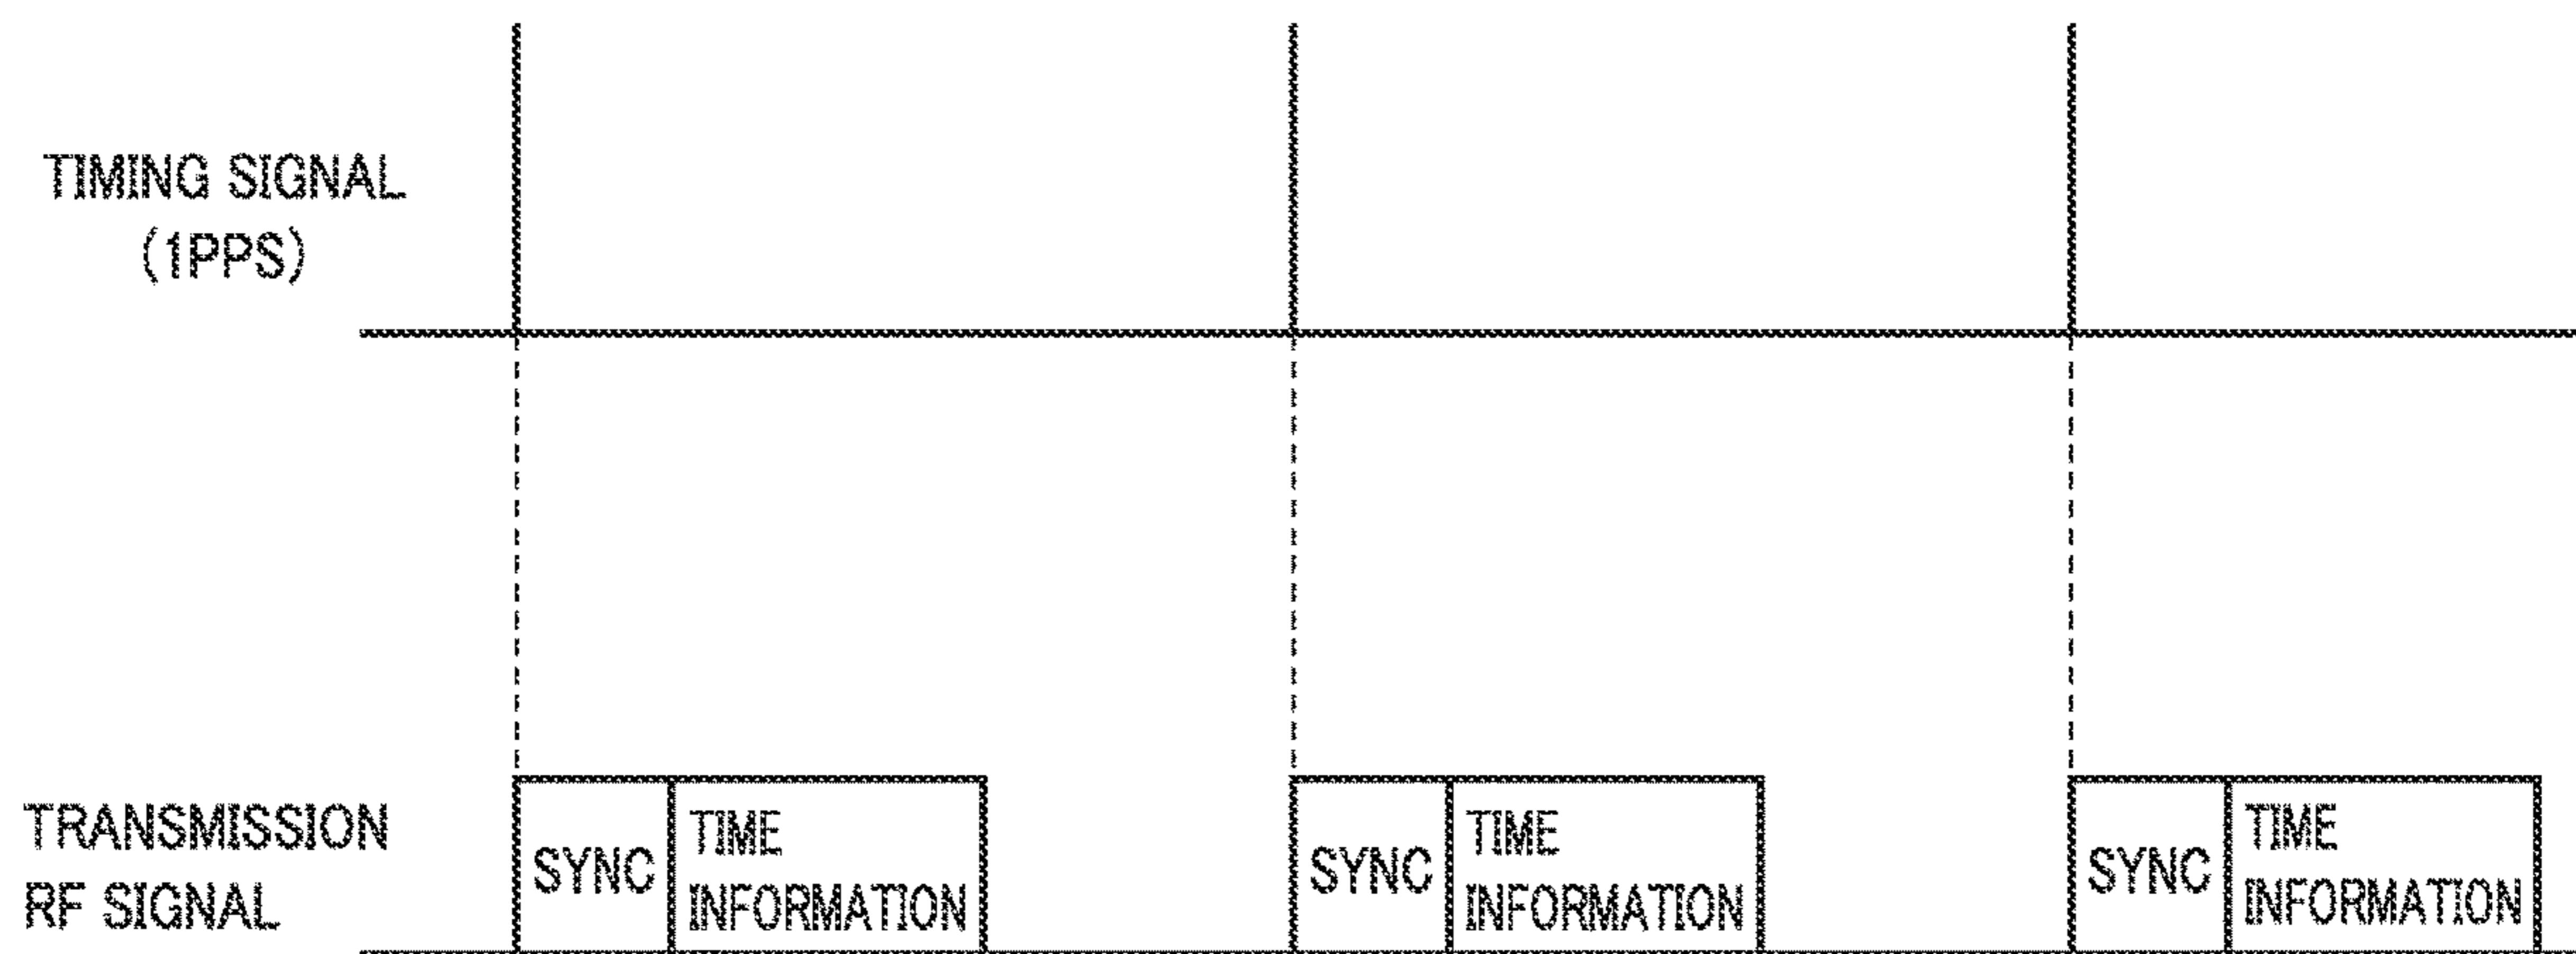 TIMING SIGNAL
(1PPS)
TRANSMISSION
RF SIGNAL
SYNC
TIME
INFORMATION
SYNC
TIME
INFORMATION
SYNC
TIME
INFORMATION